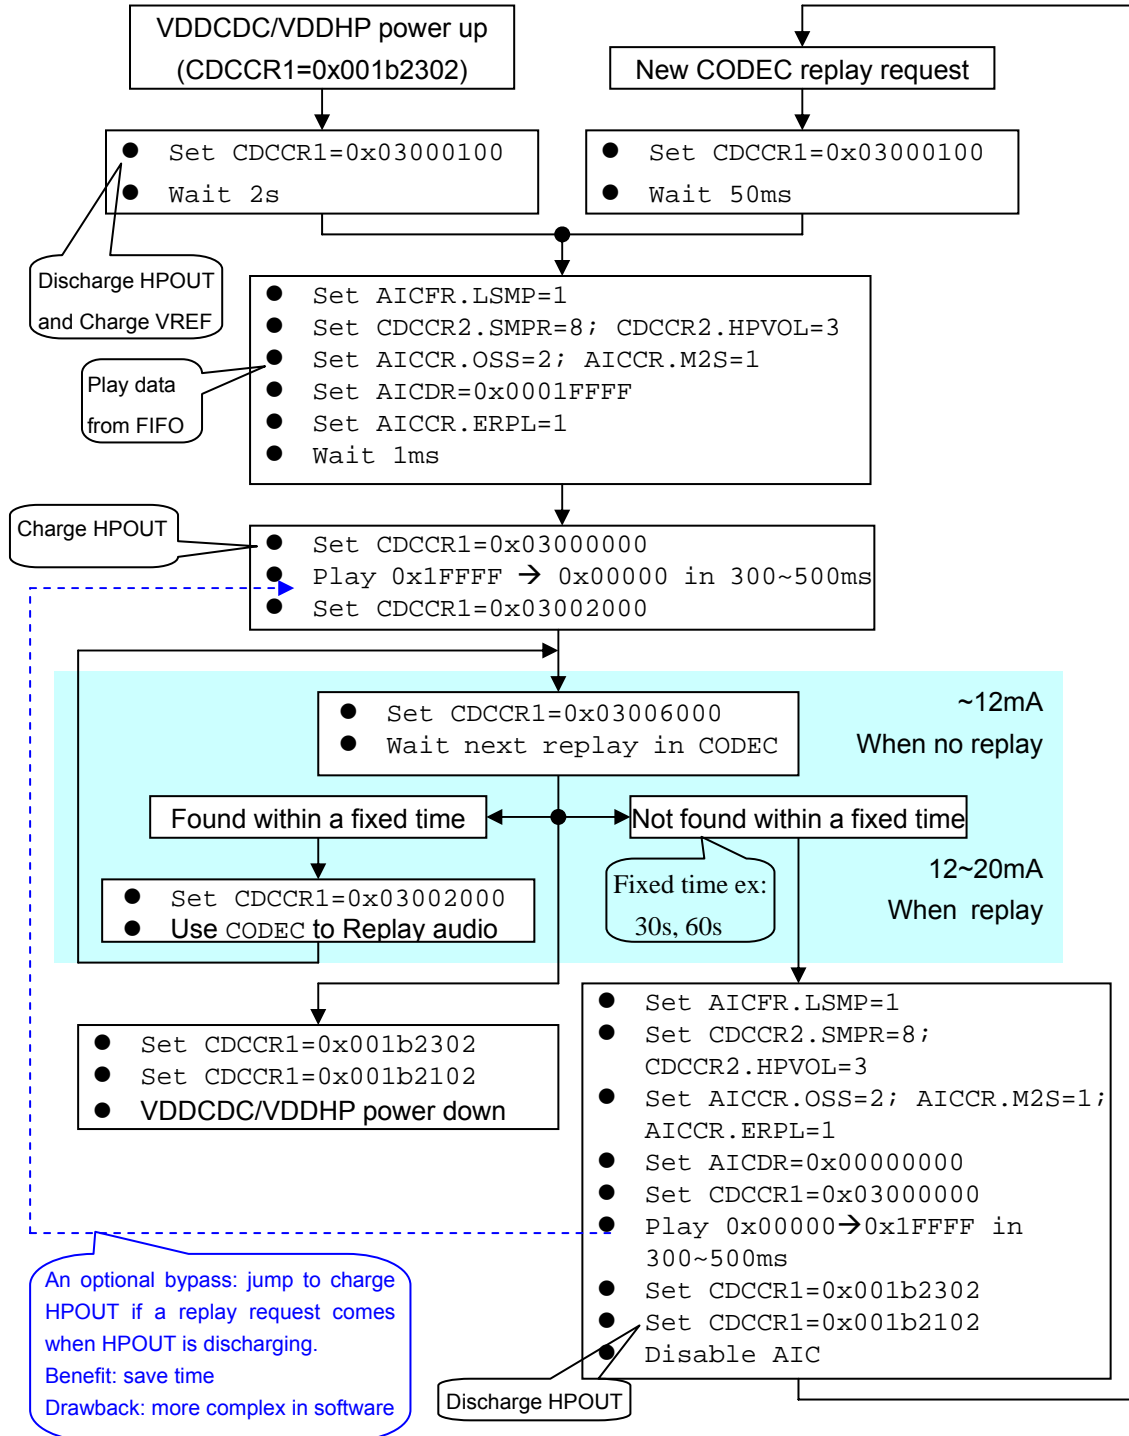 VDDCDC/VDDHP power up
(CDCCR1=0x001b2302)
New CODEC replay request
● Set CDCCR1=0x03000100
● Wait 2s
● Set CDCCR1=0x03000100
● Wait 50ms
Discharge HPOUT
and Charge VREF
● Set AICFR.LSMP=1
● Set CDCCR2.SMPR=8; CDCCR2.HPVOL=3
● Set AICCR.OSS=2; AICCR.M2S=1
● Set AICDR=0x0001FFFF
● Set AICCR.ERPL=1
● Wait 1ms
Play data
from FIFO
Charge HPOUT
● Set CDCCR1=0x03000000
● Play 0x1FFFF → 0x00000 in 300~500ms
● Set CDCCR1=0x03002000
● Set CDCCR1=0x03006000
● Wait next replay in CODEC
~12mA
When no replay
Found within a fixed time
Not found within a fixed time
● Set CDCCR1=0x03002000
● Use CODEC to Replay audio
Fixed time ex:
30s, 60s
12~20mA
When replay
● Set CDCCR1=0x001b2302
● Set CDCCR1=0x001b2102
● VDDCDC/VDDHP power down
● Set AICFR.LSMP=1
● Set CDCCR2.SMPR=8;
CDCCR2.HPVOL=3
● Set AICCR.OSS=2; AICCR.M2S=1;
AICCR.ERPL=1
● Set AICDR=0x00000000
● Set CDCCR1=0x03000000
● Play 0x00000→0x1FFFF in
300~500ms
● Set CDCCR1=0x001b2302
● Set CDCCR1=0x001b2102
● Disable AIC
An optional bypass: jump to charge
HPOUT if a replay request comes
when HPOUT is discharging.
Benefit: save time
Drawback: more complex in software
Discharge HPOUT